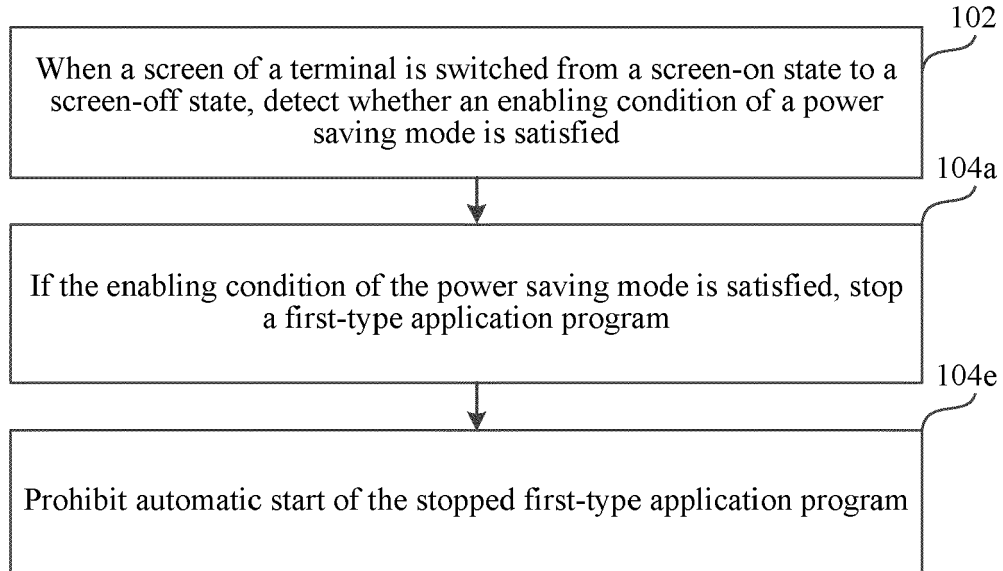 102
When a screen of a terminal is switched from a screen-on state to a
screen-off state, detect whether an enabling condition of a power
saving mode is satisfied
104a
If the enabling condition of the power saving mode is satisfied, stop
a first-type application program
104e
Prohibit automatic start of the stopped first-type application program